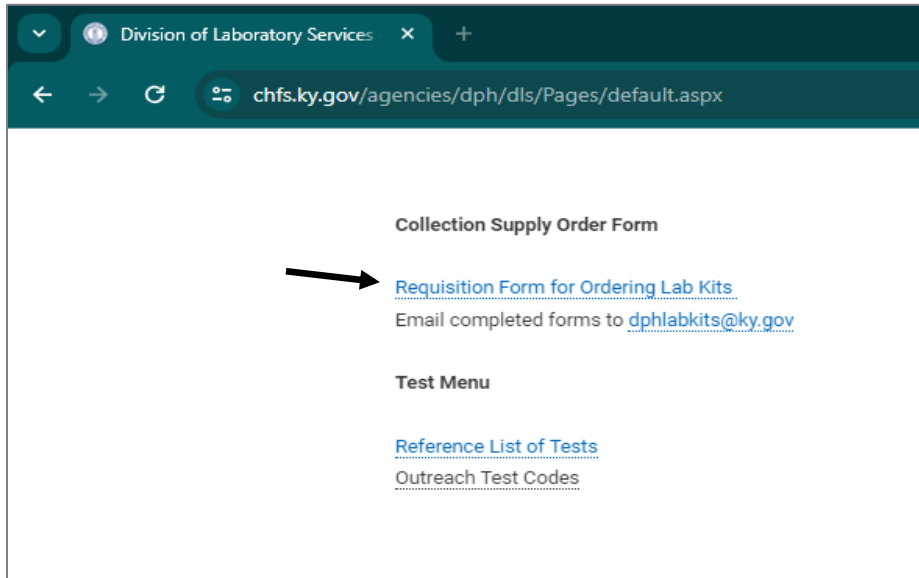 Division of Laboratory Services
chfs.ky.gov/agencies/dph/dls/Pages/default.aspx
Collection Supply Order Form
Requisition Form for Ordering Lab Kits
Email completed forms to dphlabkits@ky.gov
Test Menu
Reference List of Tests
Outreach Test Codes